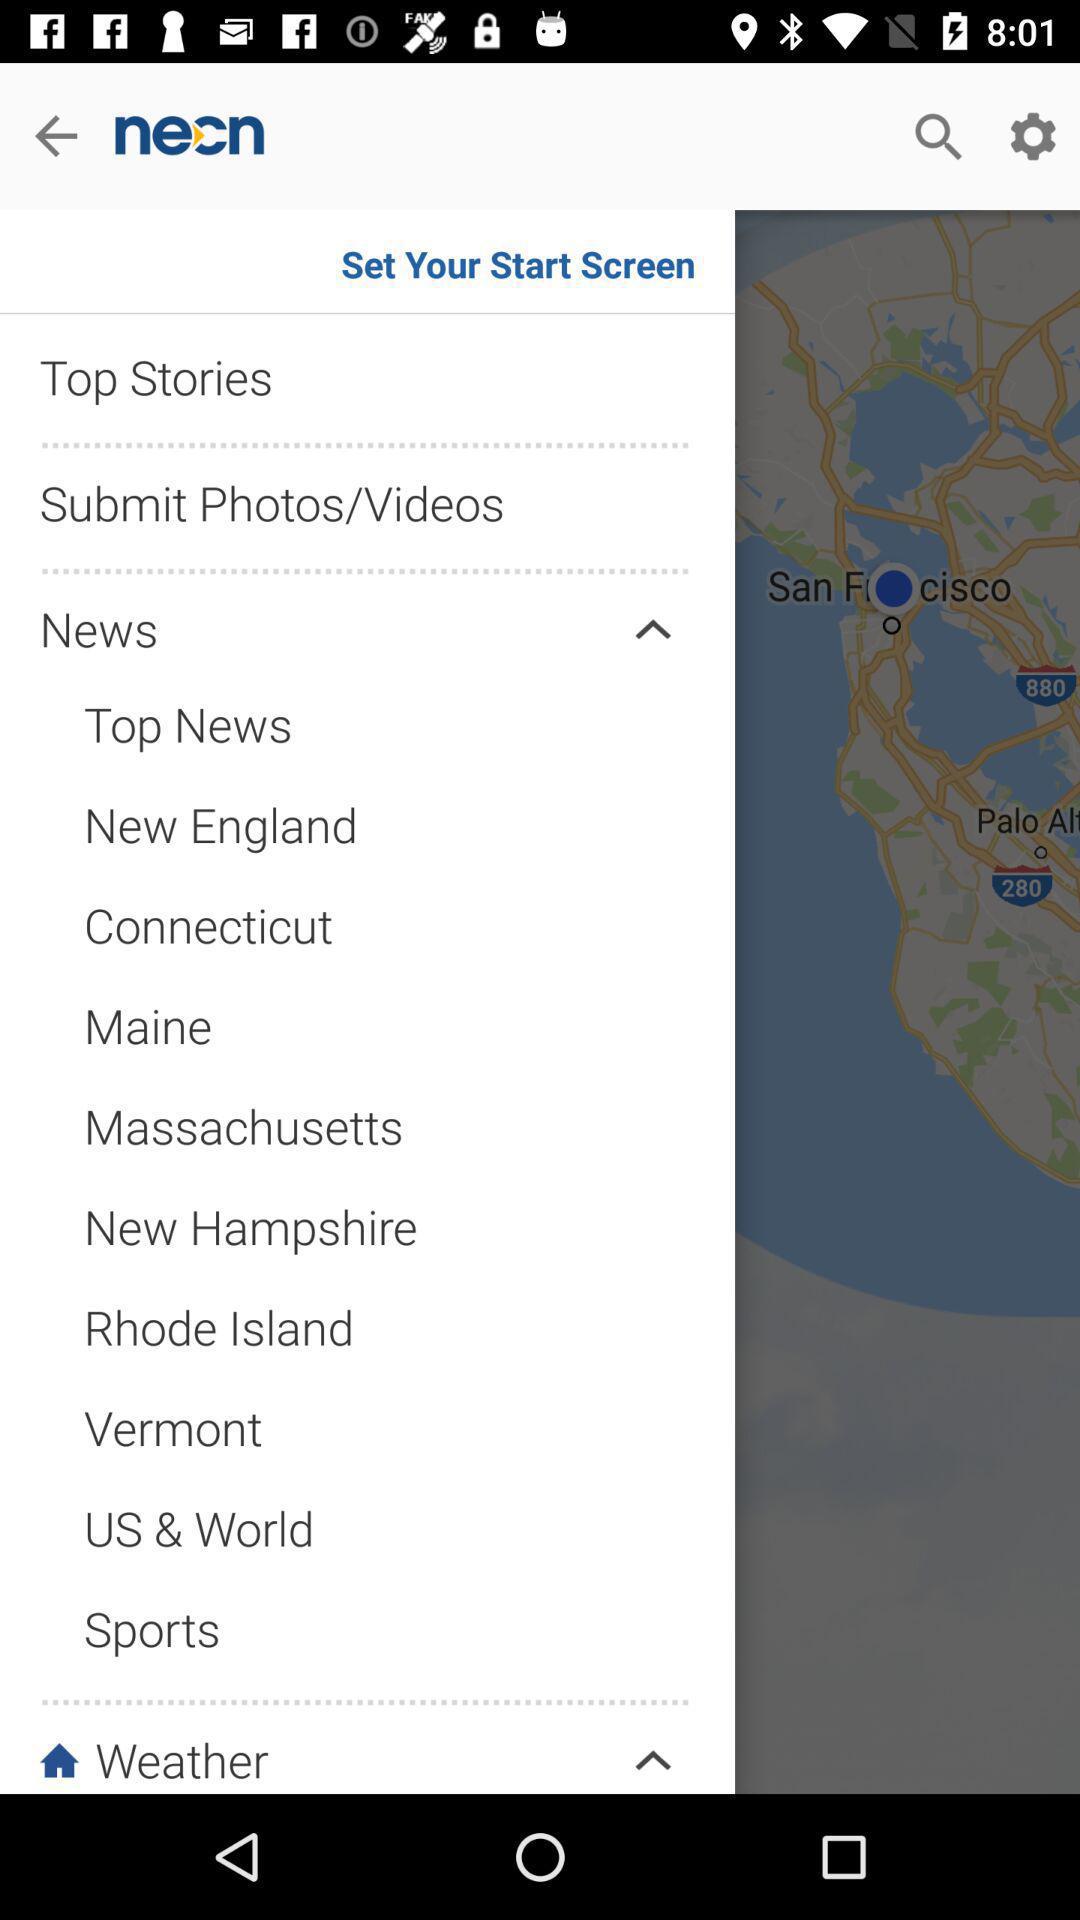 FAKE
8:01
necn
Set Your Start Screen
Top Stories
Submit Photos/Videos
News
Top News
New England
Connecticut
Maine
Massachusetts
New Hampshire
Rhode Island
Vermont
US & World
Sports
Weather
San Fr cisco
880
Palo Alt
280